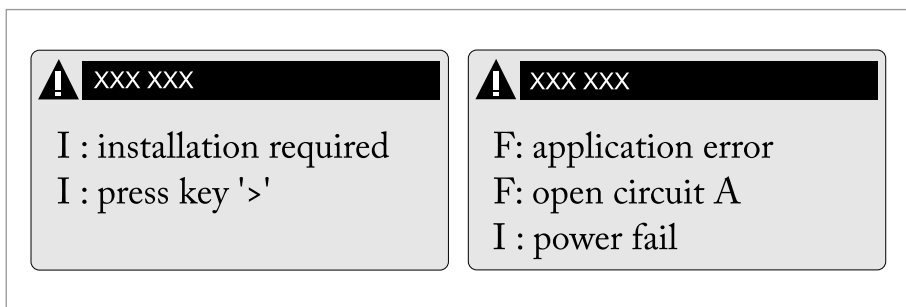 XXX XXX
I : installation required
I : press key '>'
XXX XXX
F: application error
F: open circuit A
I : power fail